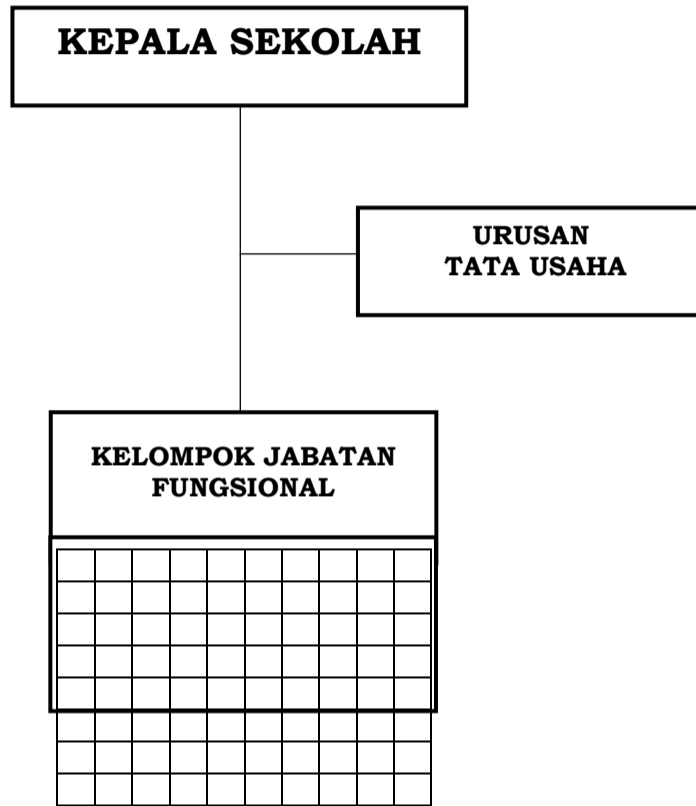 KEPALA SEKOLAH
URUSAN
TATA USAHA
KELOMPOK JABATAN
FUNGSIONAL